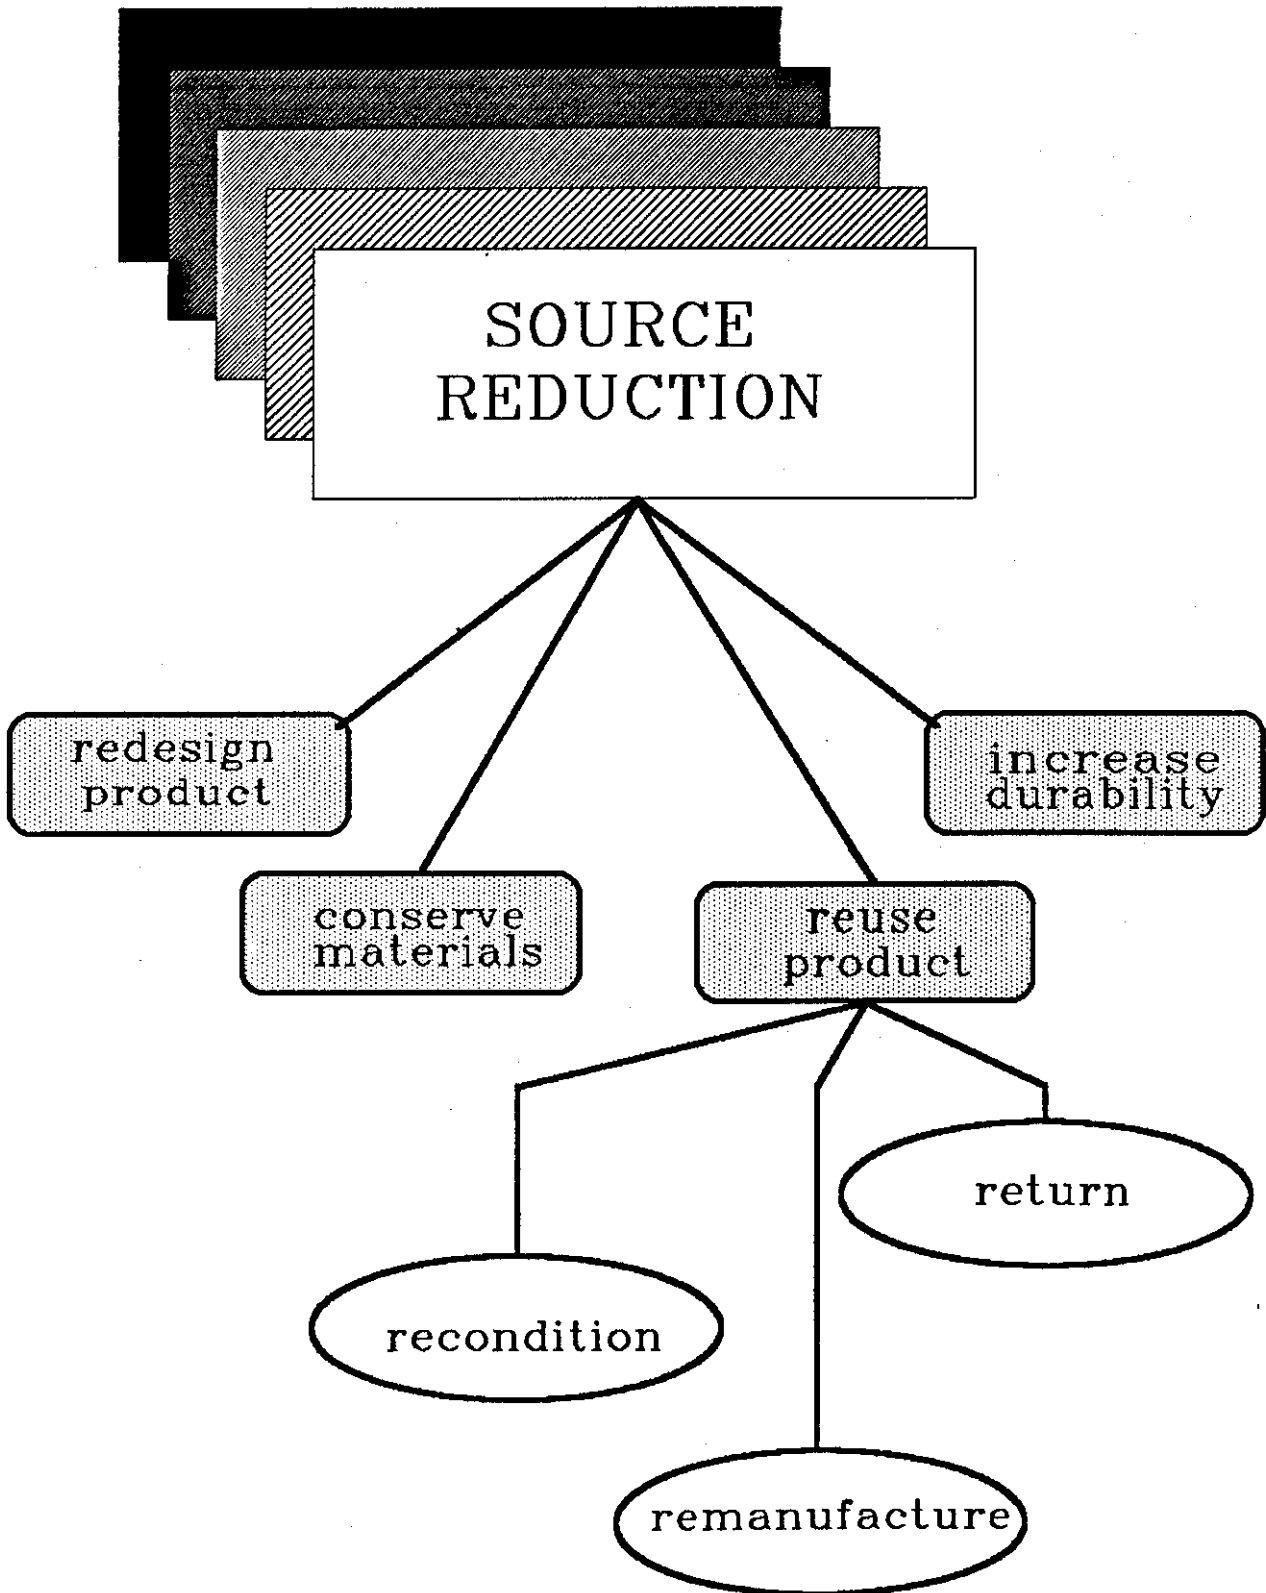 SOURCE
REDUCTION
redesign
product
increase
durability
conserve
materials
reuse
product
return
recondition
remanufacture